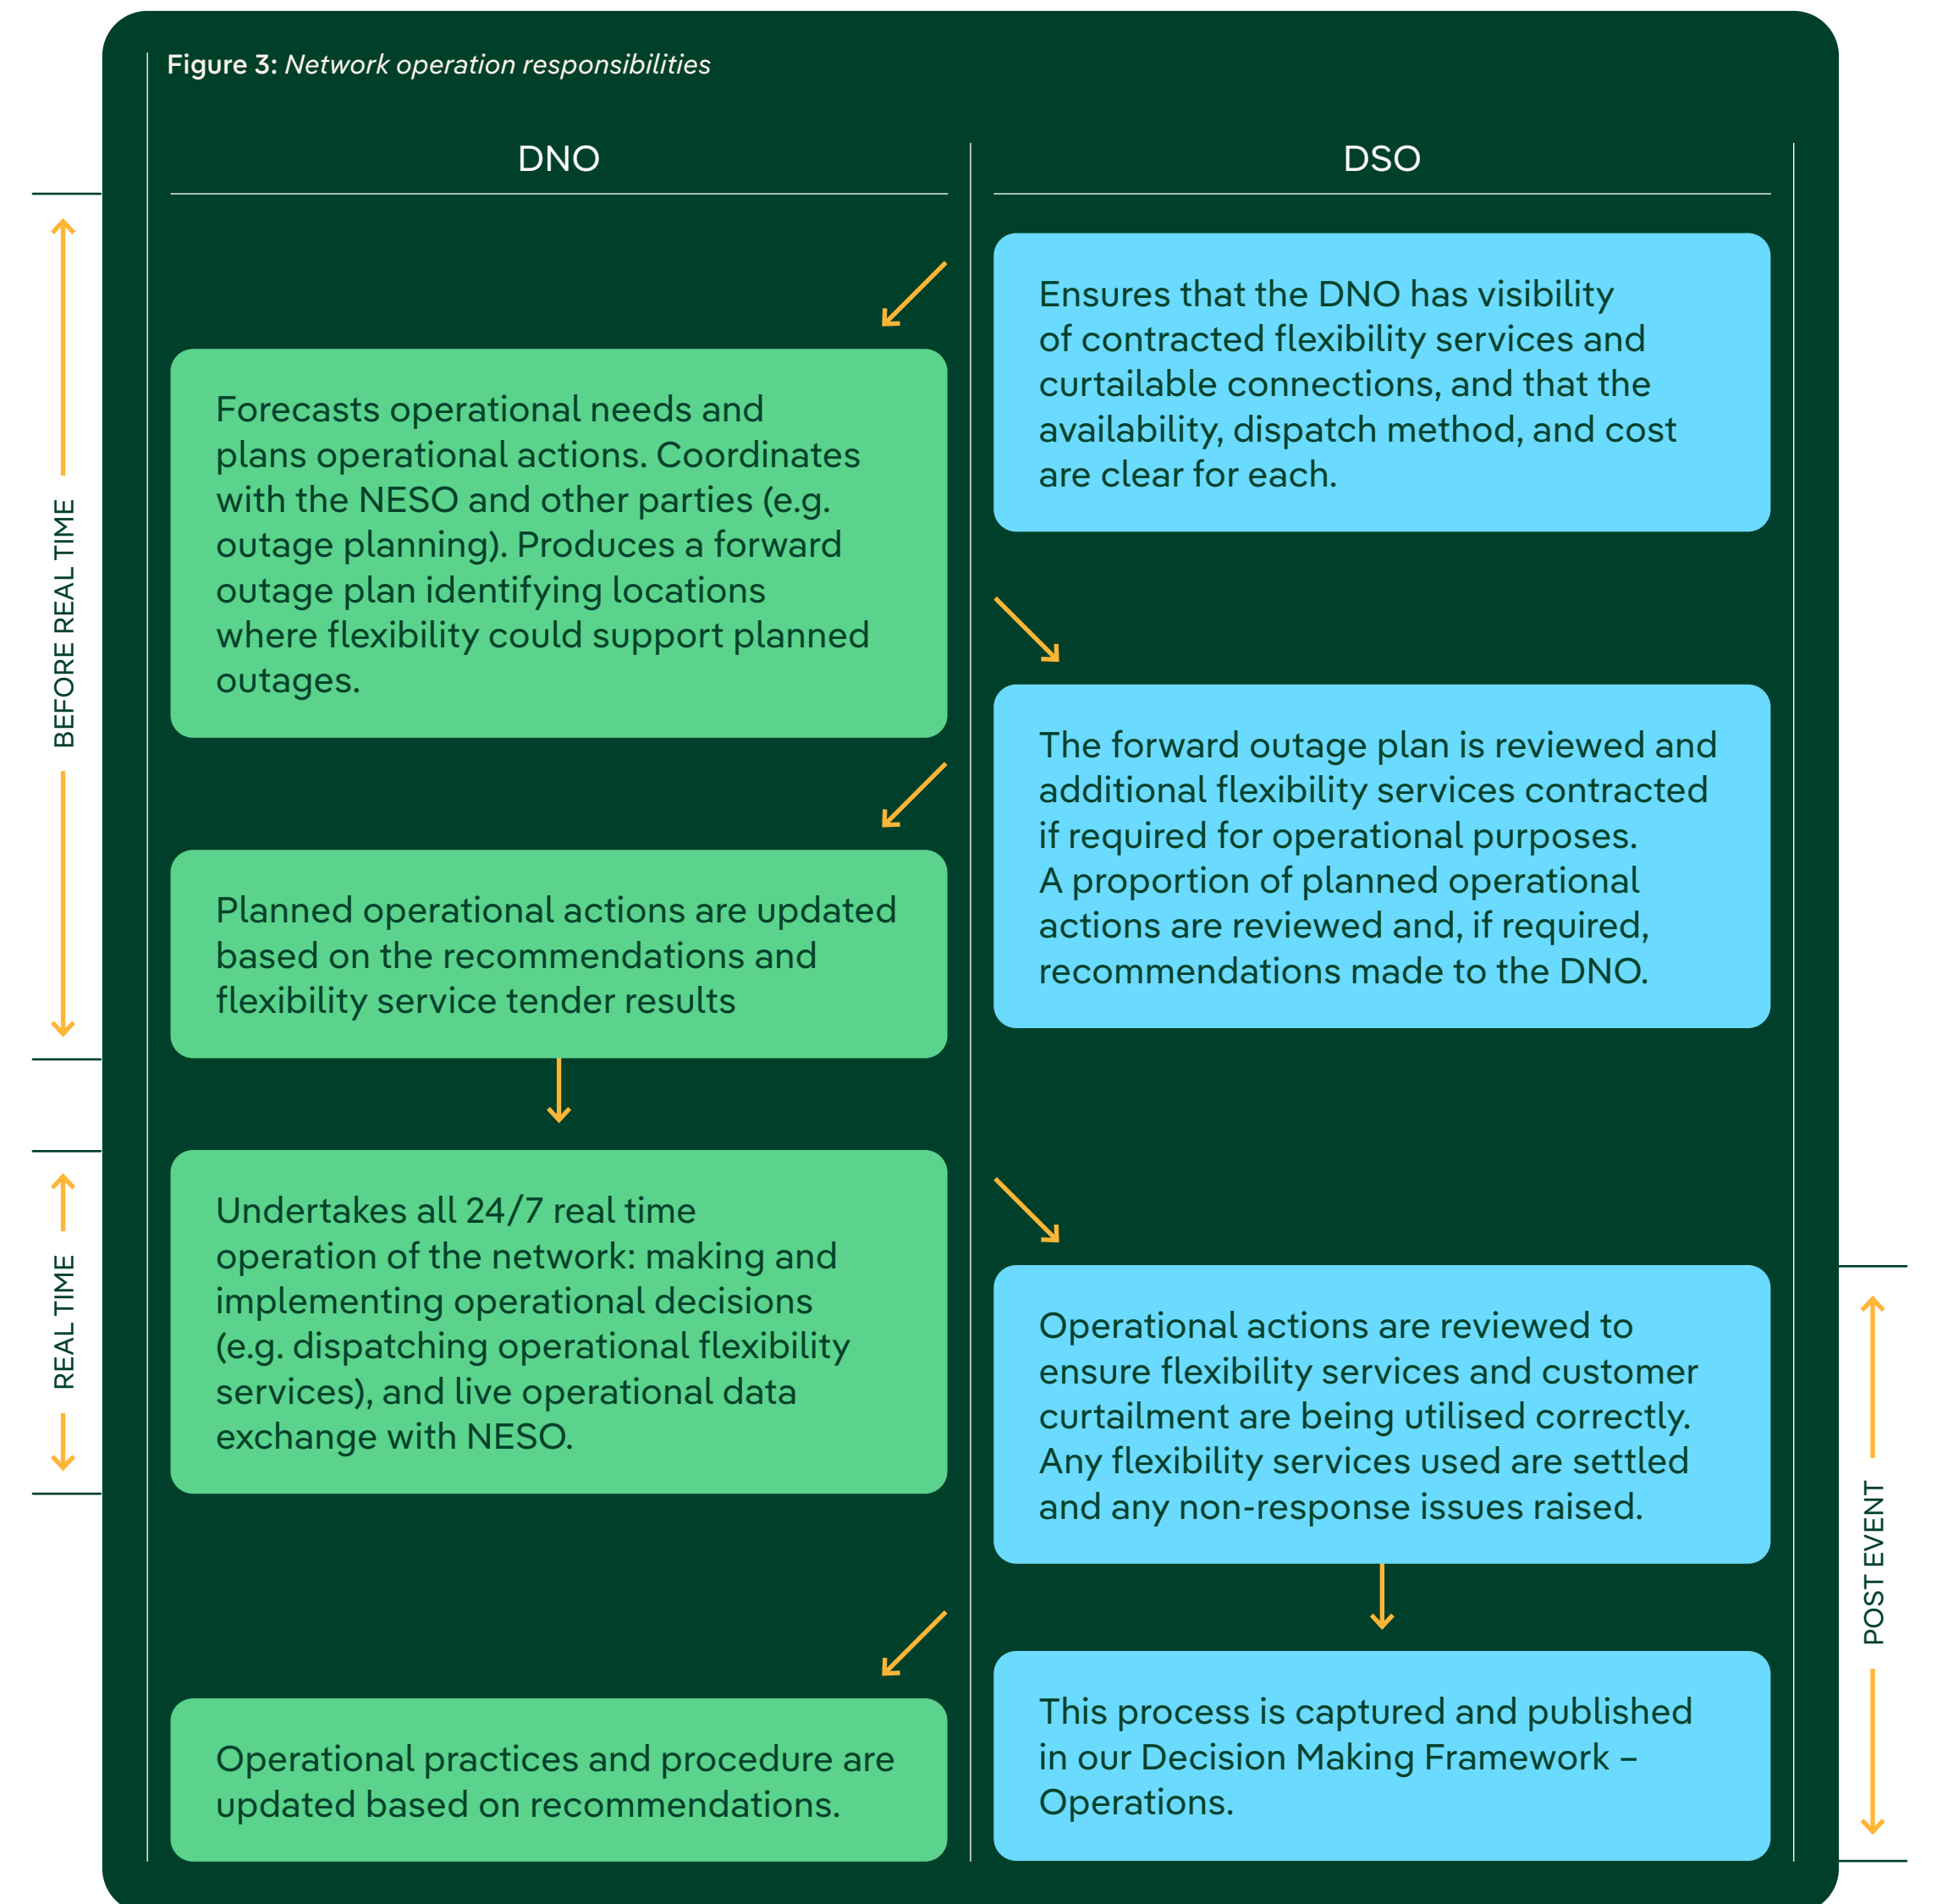 Figure 3: Network operation responsibilities
DNO
DSO
BEFORE REAL TIME
Ensures that the DNO has visibility
of contracted flexibility services and
curtailable connections, and that the
availability, dispatch method, and cost
are clear for each.
Forecasts operational needs and
plans operational actions. Coordinates
with the NESO and other parties (e.g.
outage planning). Produces a forward
outage plan identifying locations
where flexibility could support planned
outages.
The forward outage plan is reviewed and
additional flexibility services contracted
if required for operational purposes.
A proportion of planned operational
actions are reviewed and, if required,
recommendations made to the DNO.
Planned operational actions are updated
based on the recommendations and
flexibility service tender results
REAL TIME
Undertakes all 24/7 real time
operation of the network: making and
implementing operational decisions
(e.g. dispatching operational flexibility
services), and live operational data
exchange with NESO.
POST EVENT
Operational actions are reviewed to
ensure flexibility services and customer
curtailment are being utilised correctly.
Any flexibility services used are settled
and any non-response issues raised.
Operational practices and procedure are
updated based on recommendations.
This process is captured and published
in our Decision Making Framework –
Operations.